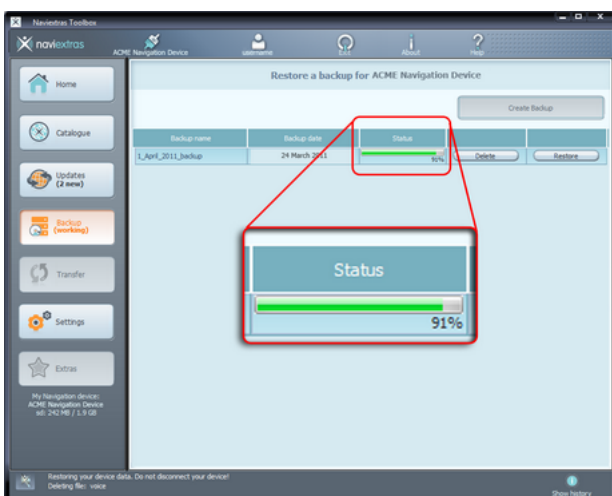 Naviextras Toolbox
naviextras
ACME Navigation Device
username
Exit
About
Help
Home
Catalogue
Updates
(2 new)
Backup
(working)
Transfer
Settings
Extras
My Navigation device:
ACME Navigation Device
sd: 242 MB / 1.9 GB
Restore a backup for ACME Navigation Device
Create Backup
Backup name Backup date Status
1_April_2011_backup 24 March 2011 91% Delete Restore
Status
91%
Restoring your device data. Do not disconnect your device!
Deleting file: voice
Show history